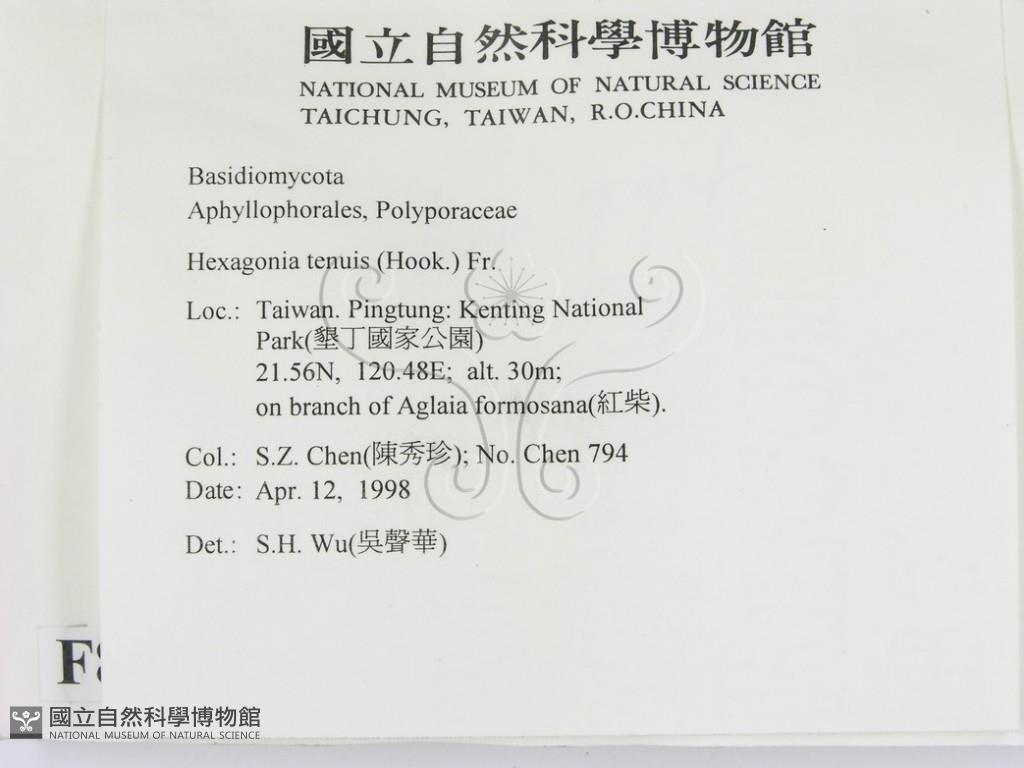 國立自然科學博物館
NATIONAL MUSEUM OF NATURAL SCIENCE
TAICHUNG, TAIWAN, R.O.CHINA
Basidiomycota
Aphyllophorales, Polyporaceae
Hexagonia tenuis (Hook.) Fr.
Loc.: Taiwan. Pingtung: Kenting National
Park(墾丁國家公園)
21.56N, 120.48E; alt. 30m;
on branch of Aglaia formosana(紅柴).
Col.: S.Z. Chen(陳秀珍); No. Chen 794
Date: Apr. 12, 1998
Det.: S.H. Wu(吳聲華)
國立自然科學博物館
NATIONAL MUSEUM OF NATURAL SCIENCE